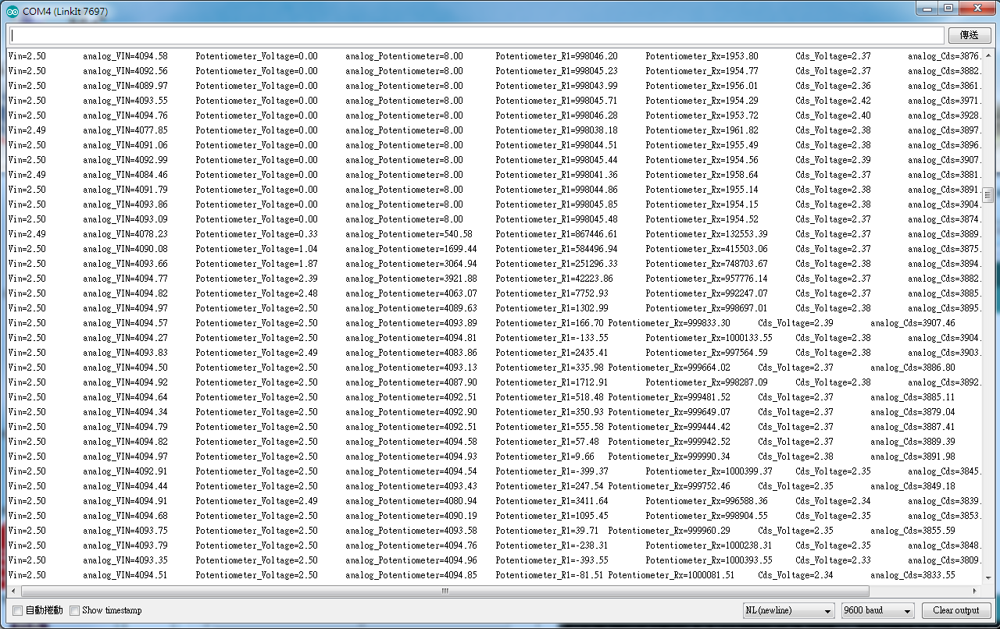 COM4 (LinkIt 7697)
傳送
Vin=2.50 analog_VIN=4094.58 Potentiometer_Voltage=0.00 analog_Potentiometer=8.00 Potentiometer_R1=998046.20 Potentiometer_Rx=1953.80 Cds_Voltage=2.37 analog_Cds=3876.
Vin=2.50 analog_VIN=4092.56 Potentiometer_Voltage=0.00 analog_Potentiometer=8.00 Potentiometer_R1=998045.23 Potentiometer_Rx=1954.77 Cds_Voltage=2.37 analog_Cds=3882.
Vin=2.50 analog_VIN=4089.97 Potentiometer_Voltage=0.00 analog_Potentiometer=8.00 Potentiometer_R1=998043.99 Potentiometer_Rx=1956.01 Cds_Voltage=2.36 analog_Cds=3861.
Vin=2.50 analog_VIN=4093.55 Potentiometer_Voltage=0.00 analog_Potentiometer=8.00 Potentiometer_R1=998045.71 Potentiometer_Rx=1954.29 Cds_Voltage=2.42 analog_Cds=3971.
Vin=2.50 analog_VIN=4094.76 Potentiometer_Voltage=0.00 analog_Potentiometer=8.00 Potentiometer_R1=998046.28 Potentiometer_Rx=1953.72 Cds_Voltage=2.40 analog_Cds=3928.
Vin=2.49 analog_VIN=4077.85 Potentiometer_Voltage=0.00 analog_Potentiometer=8.00 Potentiometer_R1=998038.18 Potentiometer_Rx=1961.82 Cds_Voltage=2.38 analog_Cds=3897.
Vin=2.50 analog_VIN=4091.06 Potentiometer_Voltage=0.00 analog_Potentiometer=8.00 Potentiometer_R1=998044.51 Potentiometer_Rx=1955.49 Cds_Voltage=2.38 analog_Cds=3896.
Vin=2.50 analog_VIN=4092.99 Potentiometer_Voltage=0.00 analog_Potentiometer=8.00 Potentiometer_R1=998045.44 Potentiometer_Rx=1954.56 Cds_Voltage=2.39 analog_Cds=3907.
Vin=2.49 analog_VIN=4084.46 Potentiometer_Voltage=0.00 analog_Potentiometer=8.00 Potentiometer_R1=998041.36 Potentiometer_Rx=1958.64 Cds_Voltage=2.37 analog_Cds=3881.
Vin=2.50 analog_VIN=4091.79 Potentiometer_Voltage=0.00 analog_Potentiometer=8.00 Potentiometer_R1=998044.86 Potentiometer_Rx=1955.14 Cds_Voltage=2.38 analog_Cds=3891.
Vin=2.50 analog_VIN=4093.86 Potentiometer_Voltage=0.00 analog_Potentiometer=8.00 Potentiometer_R1=998045.85 Potentiometer_Rx=1954.15 Cds_Voltage=2.38 analog_Cds=3904.
Vin=2.50 analog_VIN=4093.09 Potentiometer_Voltage=0.00 analog_Potentiometer=8.00 Potentiometer_R1=998045.48 Potentiometer_Rx=1954.52 Cds_Voltage=2.37 analog_Cds=3874.
Vin=2.49 analog_VIN=4078.23 Potentiometer_Voltage=0.33 analog_Potentiometer=540.58 Potentiometer_R1=867446.61 Potentiometer_Rx=132553.39 Cds_Voltage=2.37 analog_Cds=3889.
Vin=2.50 analog_VIN=4090.08 Potentiometer_Voltage=1.04 analog_Potentiometer=1699.44 Potentiometer_R1=584496.94 Potentiometer_Rx=415503.06 Cds_Voltage=2.37 analog_Cds=3875.
Vin=2.50 analog_VIN=4093.66 Potentiometer_Voltage=1.87 analog_Potentiometer=3064.94 Potentiometer_R1=251296.33 Potentiometer_Rx=748703.67 Cds_Voltage=2.37 analog_Cds=3894.
Vin=2.50 analog_VIN=4094.77 Potentiometer_Voltage=2.39 analog_Potentiometer=3921.88 Potentiometer_R1=42223.86 Potentiometer_Rx=957776.14 Cds_Voltage=2.37 analog_Cds=3882.
Vin=2.50 analog_VIN=4094.82 Potentiometer_Voltage=2.48 analog_Potentiometer=4063.07 Potentiometer_R1=7752.93 Potentiometer_Rx=992247.07 Cds_Voltage=2.37 analog_Cds=3885.
Vin=2.50 analog_VIN=4094.97 Potentiometer_Voltage=2.50 analog_Potentiometer=4089.63 Potentiometer_R1=1302.99 Potentiometer_Rx=998697.01 Cds_Voltage=2.38 analog_Cds=3895.
Vin=2.50 analog_VIN=4094.57 Potentiometer_Voltage=2.50 analog_Potentiometer=4093.89 Potentiometer_R1=166.70 Potentiometer_Rx=999833.30 Cds_Voltage=2.39 analog_Cds=3907.46
Vin=2.50 analog_VIN=4094.27 Potentiometer_Voltage=2.50 analog_Potentiometer=4094.81 Potentiometer_R1=-133.55 Potentiometer_Rx=1000133.55 Cds_Voltage=2.38 analog_Cds=3904.
Vin=2.50 analog_VIN=4093.83 Potentiometer_Voltage=2.49 analog_Potentiometer=4083.86 Potentiometer_R1=2435.41 Potentiometer_Rx=997564.59 Cds_Voltage=2.38 analog_Cds=3903.
Vin=2.50 analog_VIN=4094.50 Potentiometer_Voltage=2.50 analog_Potentiometer=4093.13 Potentiometer_R1=335.98 Potentiometer_Rx=999664.02 Cds_Voltage=2.37 analog_Cds=3886.80
Vin=2.50 analog_VIN=4094.92 Potentiometer_Voltage=2.50 analog_Potentiometer=4087.90 Potentiometer_R1=1712.91 Potentiometer_Rx=998287.09 Cds_Voltage=2.38 analog_Cds=3892.
Vin=2.50 analog_VIN=4094.64 Potentiometer_Voltage=2.50 analog_Potentiometer=4092.51 Potentiometer_R1=518.48 Potentiometer_Rx=999481.52 Cds_Voltage=2.37 analog_Cds=3885.11
Vin=2.50 analog_VIN=4094.34 Potentiometer_Voltage=2.50 analog_Potentiometer=4092.90 Potentiometer_R1=350.93 Potentiometer_Rx=999649.07 Cds_Voltage=2.37 analog_Cds=3879.04
Vin=2.50 analog_VIN=4094.79 Potentiometer_Voltage=2.50 analog_Potentiometer=4092.51 Potentiometer_R1=555.58 Potentiometer_Rx=999444.42 Cds_Voltage=2.37 analog_Cds=3887.41
Vin=2.50 analog_VIN=4094.82 Potentiometer_Voltage=2.50 analog_Potentiometer=4094.58 Potentiometer_R1=57.48 Potentiometer_Rx=999942.52 Cds_Voltage=2.37 analog_Cds=3889.39
Vin=2.50 analog_VIN=4094.97 Potentiometer_Voltage=2.50 analog_Potentiometer=4094.93 Potentiometer_R1=9.66 Potentiometer_Rx=999990.34 Cds_Voltage=2.38 analog_Cds=3891.98
Vin=2.50 analog_VIN=4092.91 Potentiometer_Voltage=2.50 analog_Potentiometer=4094.54 Potentiometer_R1=-399.37 Potentiometer_Rx=1000399.37 Cds_Voltage=2.35 analog_Cds=3845.
Vin=2.50 analog_VIN=4094.44 Potentiometer_Voltage=2.50 analog_Potentiometer=4093.43 Potentiometer_R1=247.54 Potentiometer_Rx=999752.46 Cds_Voltage=2.35 analog_Cds=3849.18
Vin=2.50 analog_VIN=4094.91 Potentiometer_Voltage=2.49 analog_Potentiometer=4080.94 Potentiometer_R1=3411.64 Potentiometer_Rx=996588.36 Cds_Voltage=2.34 analog_Cds=3839.
Vin=2.50 analog_VIN=4094.68 Potentiometer_Voltage=2.50 analog_Potentiometer=4090.19 Potentiometer_R1=1095.45 Potentiometer_Rx=998904.55 Cds_Voltage=2.35 analog_Cds=3853.
Vin=2.50 analog_VIN=4093.75 Potentiometer_Voltage=2.50 analog_Potentiometer=4093.58 Potentiometer_R1=39.71 Potentiometer_Rx=999960.29 Cds_Voltage=2.35 analog_Cds=3855.59
Vin=2.50 analog_VIN=4093.79 Potentiometer_Voltage=2.50 analog_Potentiometer=4094.76 Potentiometer_R1=-238.31 Potentiometer_Rx=1000238.31 Cds_Voltage=2.35 analog_Cds=3848.
Vin=2.50 analog_VIN=4093.35 Potentiometer_Voltage=2.50 analog_Potentiometer=4094.96 Potentiometer_R1=-393.55 Potentiometer_Rx=1000393.55 Cds_Voltage=2.33 analog_Cds=3809.
Vin=2.50 analog_VIN=4094.51 Potentiometer_Voltage=2.50 analog_Potentiometer=4094.85 Potentiometer_R1=-81.51 Potentiometer_Rx=1000081.51 Cds_Voltage=2.34 analog_Cds=3833.55
自動捲動 Show timestamp NL(newline) 9600 baud Clear output